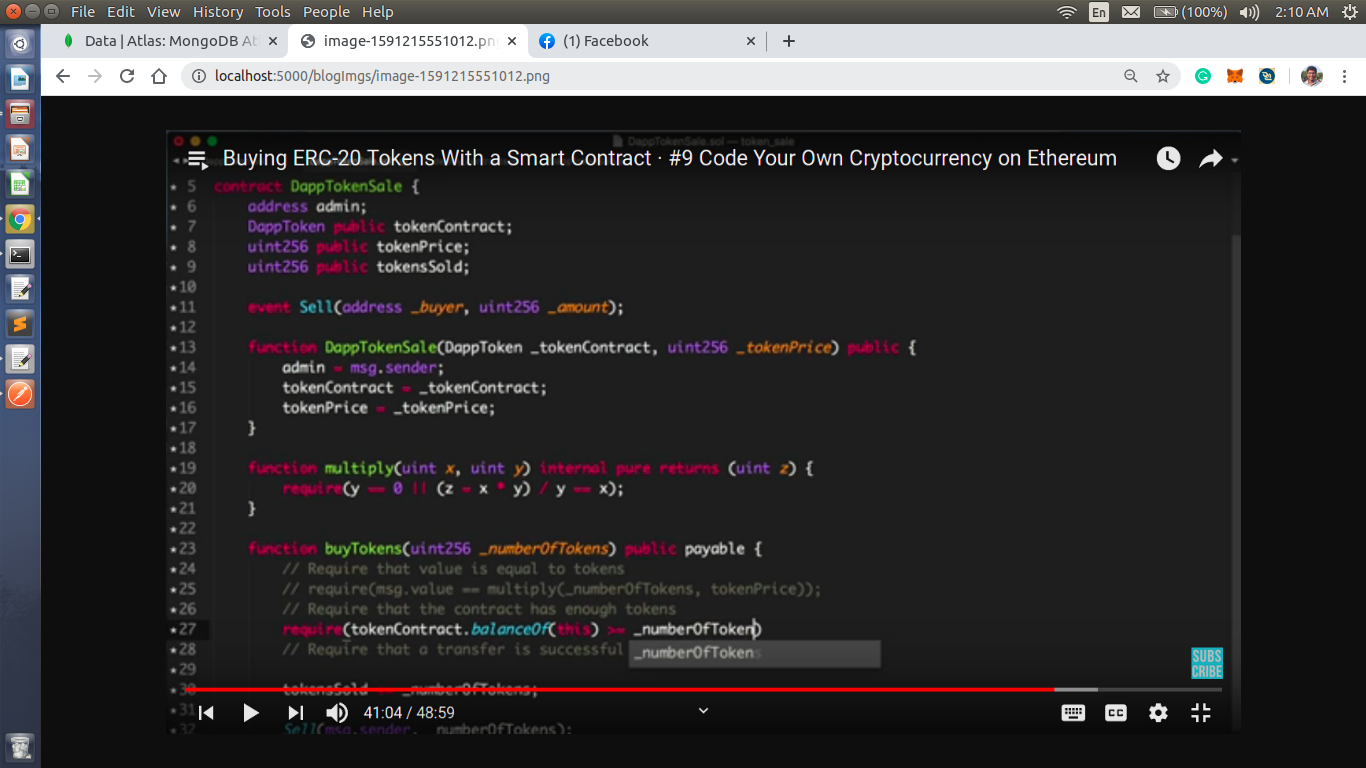 File Edit View History Tools People Help
En (100%) 2:10 AM
Data | Atlas: MongoDB At
image-1591215551012.pn
(1) Facebook
localhost:5000/blogImgs/image-1591215551012.png
DappTokenSale.sol — token_sale
Buying ERC-20 Tokens With a Smart Contract · #9 Code Your Own Cryptocurrency on Ethereum
5 contract DappTokenSale {
6 address admin;
7 DappToken public tokenContract;
8 uint256 public tokenPrice;
9 uint256 public tokensSold;
10
11 event Sell(address _buyer, uint256 _amount);
12
13 function DappTokenSale(DappToken _tokenContract, uint256 _tokenPrice) public {
14 admin = msg.sender;
15 tokenContract = _tokenContract;
16 tokenPrice = _tokenPrice;
17 }
18
19 function multiply(uint x, uint y) internal pure returns (uint z) {
20 require(y == 0 || (z = x * y) / y == x);
21 }
22
23 function buyTokens(uint256 _numberOfTokens) public payable {
24 // Require that value is equal to tokens
25 // require(msg.value == multiply(_numberOfTokens, tokenPrice));
26 // Require that the contract has enough tokens
27 require(tokenContract.balanceOf(this) >= _numberOfToken)
28 // Require that a transfer is successful
_numberOfTokens
29
30 tokensSold += _numberOfTokens;
31
32 Sell(msg.sender, _numberOfTokens);
SUBS
CRIBE
41:04 / 48:59
CC